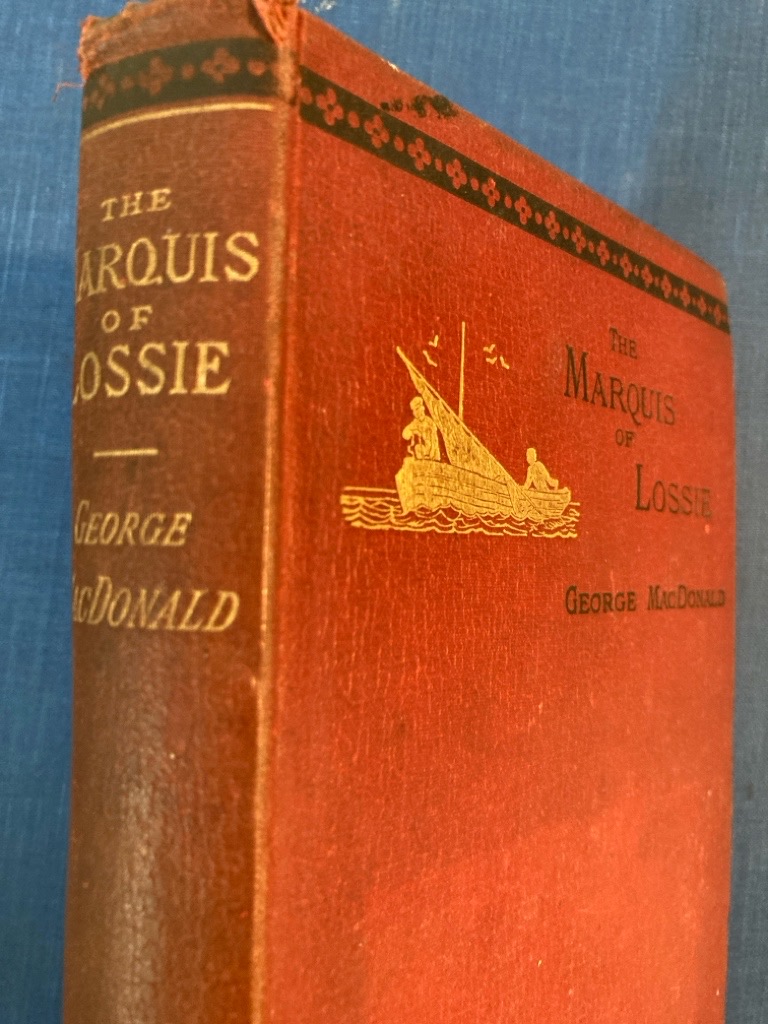 THE
MARQUIS
OF
LOSSIE
GEORGE
MACDONALD
THE
MARQUIS
OF
LOSSIE
GEORGE MACDONALD